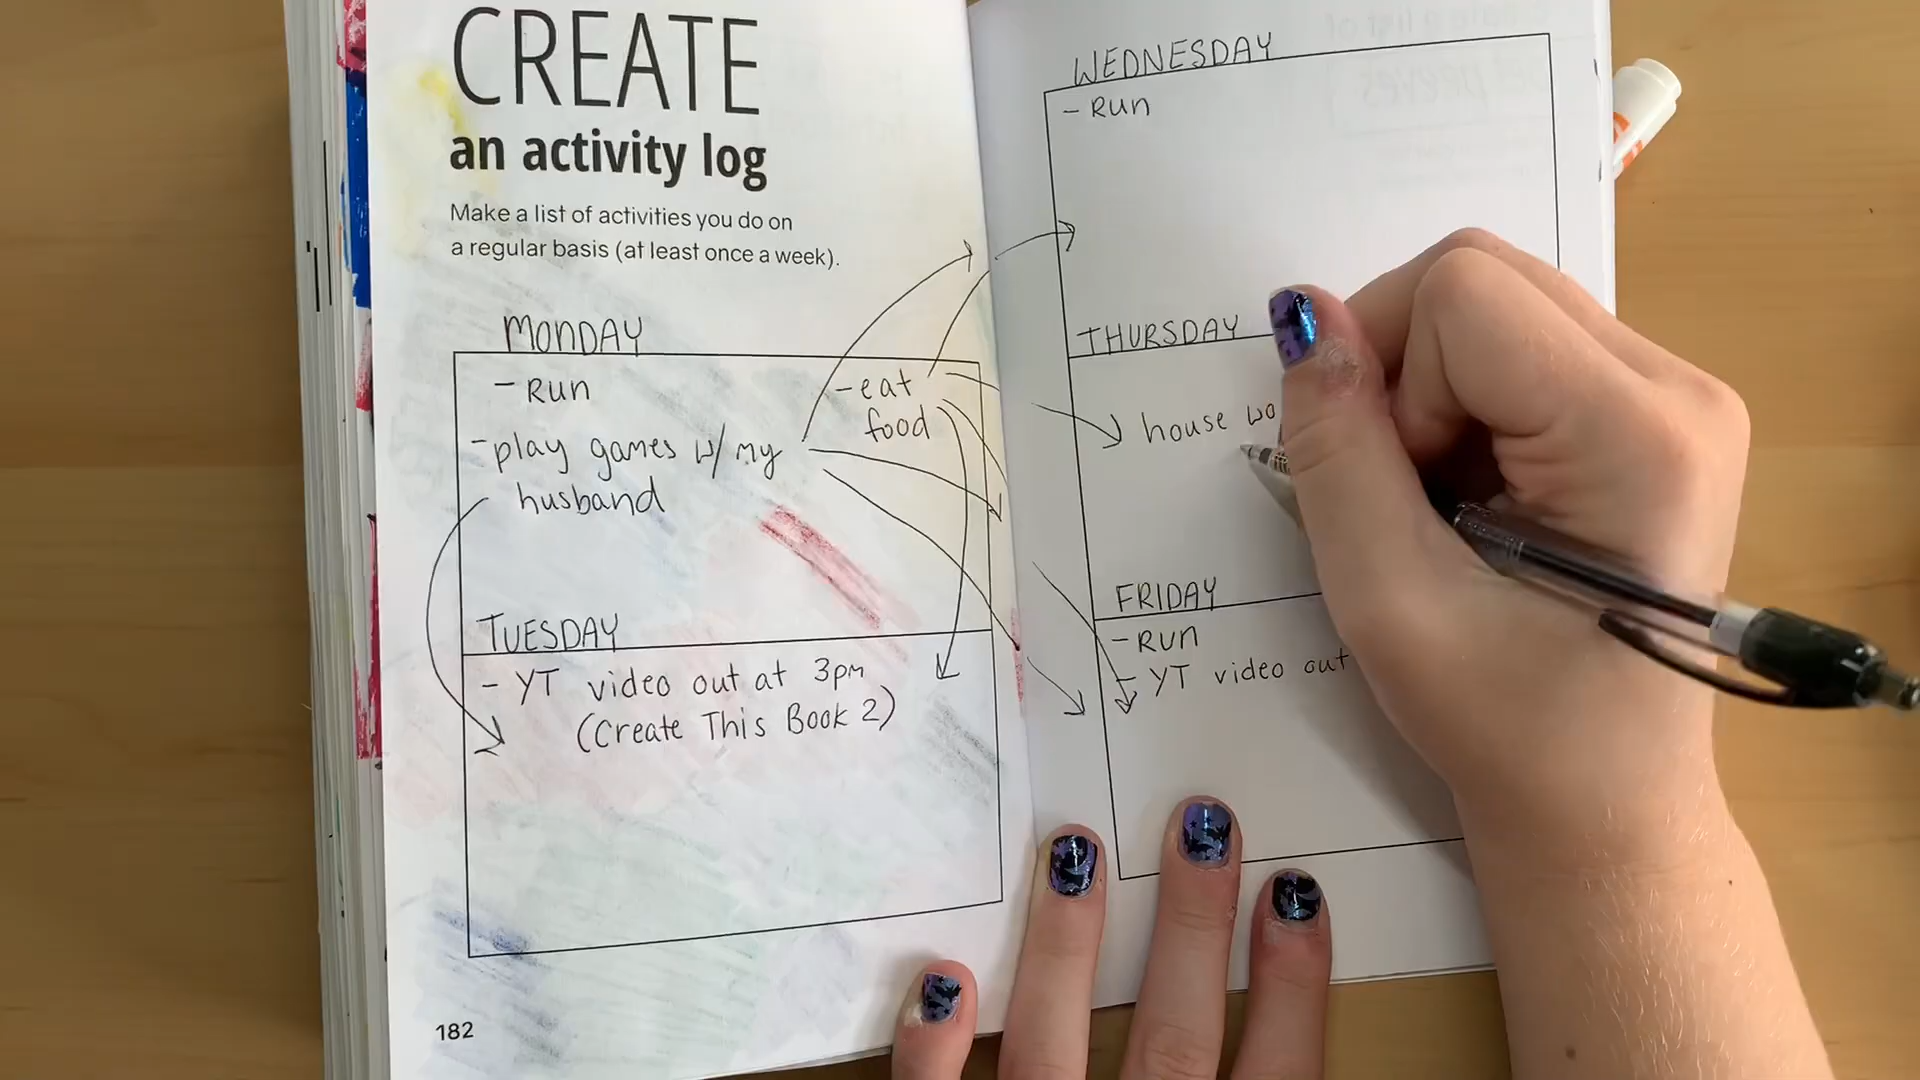 CREATE
an activity log
Make a list of activities you do on
a regular basis (at least once a week).
MONDAY
- Run
- play games w/ my
husband
- eat
food
TUESDAY
- YT video out at 3pm
(Create This Book 2)
182
WEDNESDAY
- Run
THURSDAY
house wo
FRIDAY
- Run
- YT video out